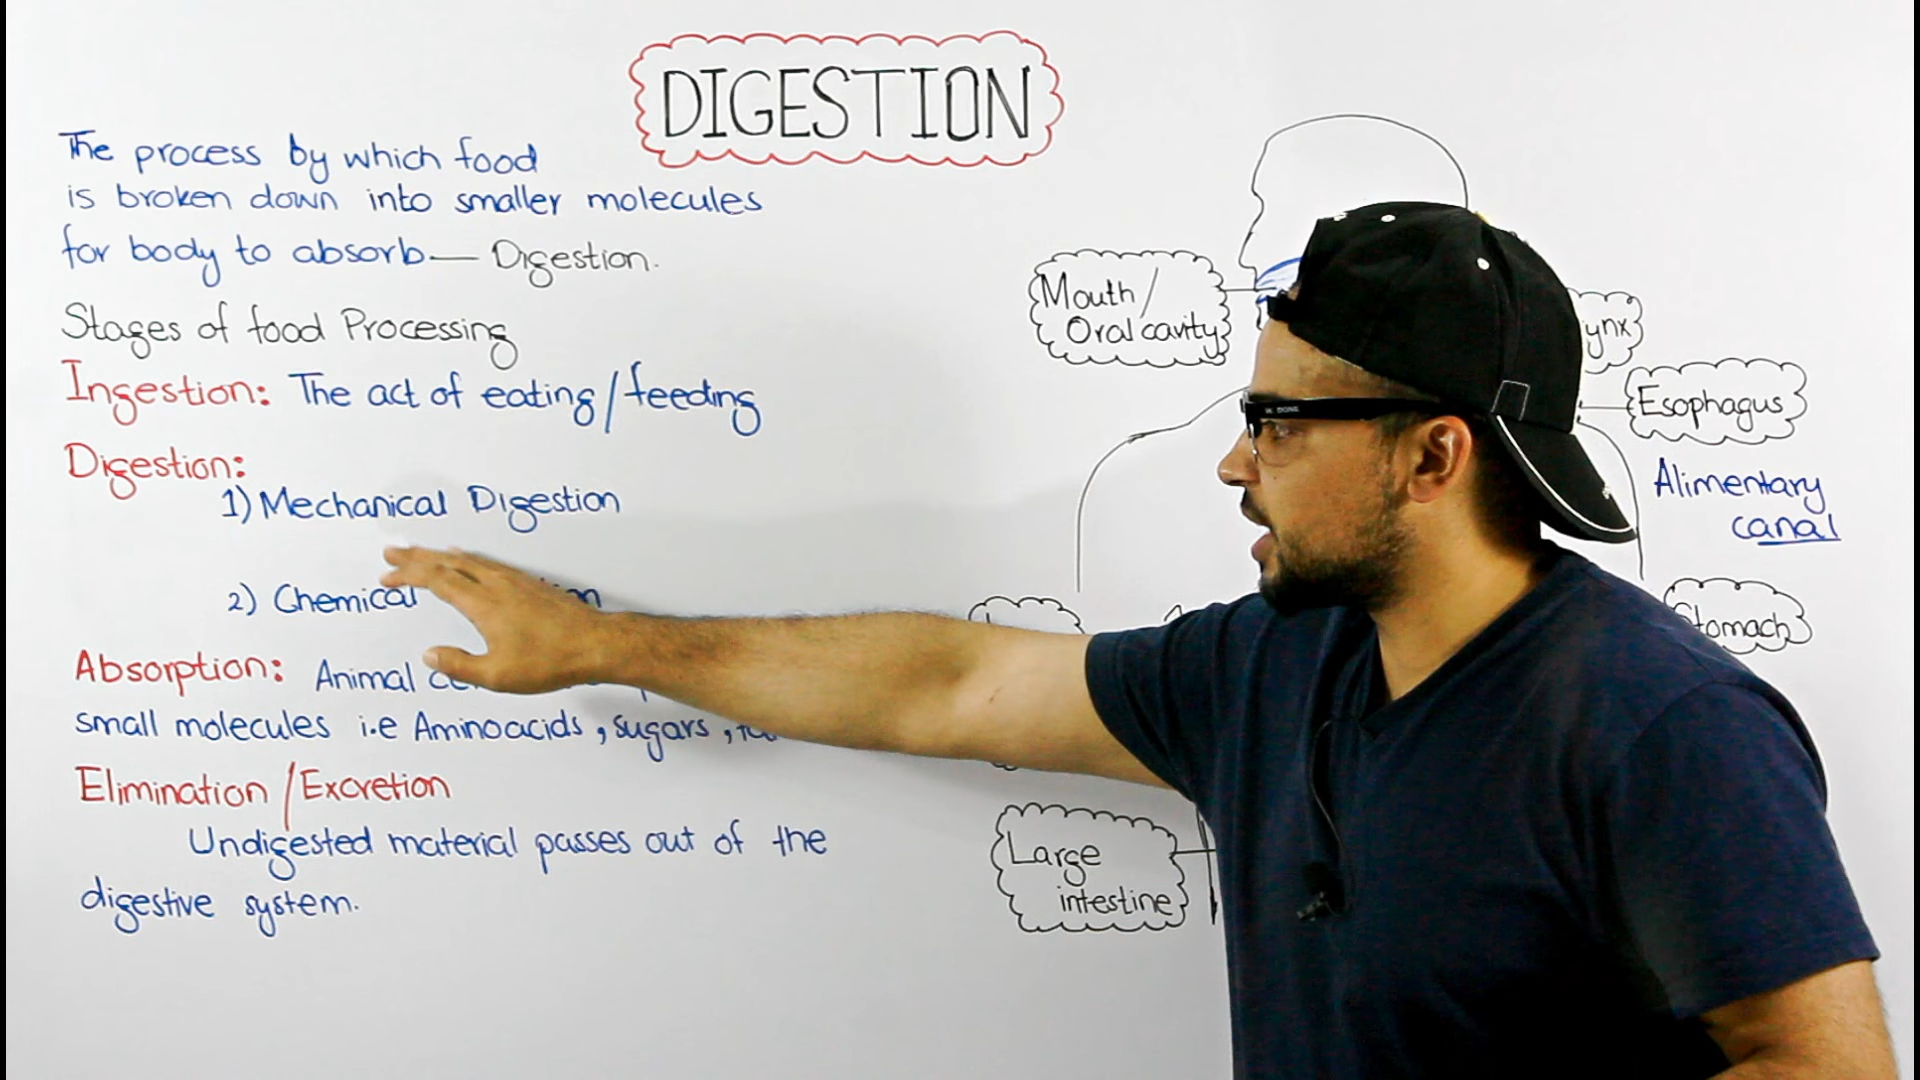 DIGESTION
The process by which food
is broken down into smaller molecules
for body to absorb — Digestion.
Stages of food Processing
Ingestion: The act of eating/feeding
Digestion:
1) Mechanical Digestion
2) Chemical
Absorption: Animal
small molecules i.e Aminoacids, sugars,
Elimination/Excretion
Undigested material passes out of the
digestive system.
Mouth/
Oral cavity
Esophagus
Alimentary
canal
Stomach
Large
intestine